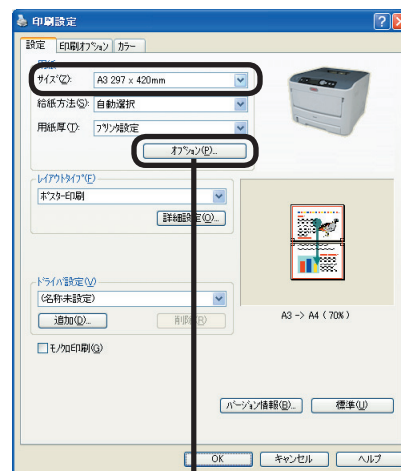 印刷設定
設定 印刷オプション カラー
用紙
サイズ(Z): A3 297 x 420mm
給紙方法(S): 自動選択
用紙厚(T): プリンタ設定
オプション(P)...
レイアウトタイプ(E)
ポスター印刷
詳細設定(O)...
ドライバ設定(V)
(名称未設定)
追加(D)... 削除(R)
A3 -> A4 (70%)
モノクロ印刷(G)
バージョン情報(B)... 標準(U)
OK キャンセル ヘルプ